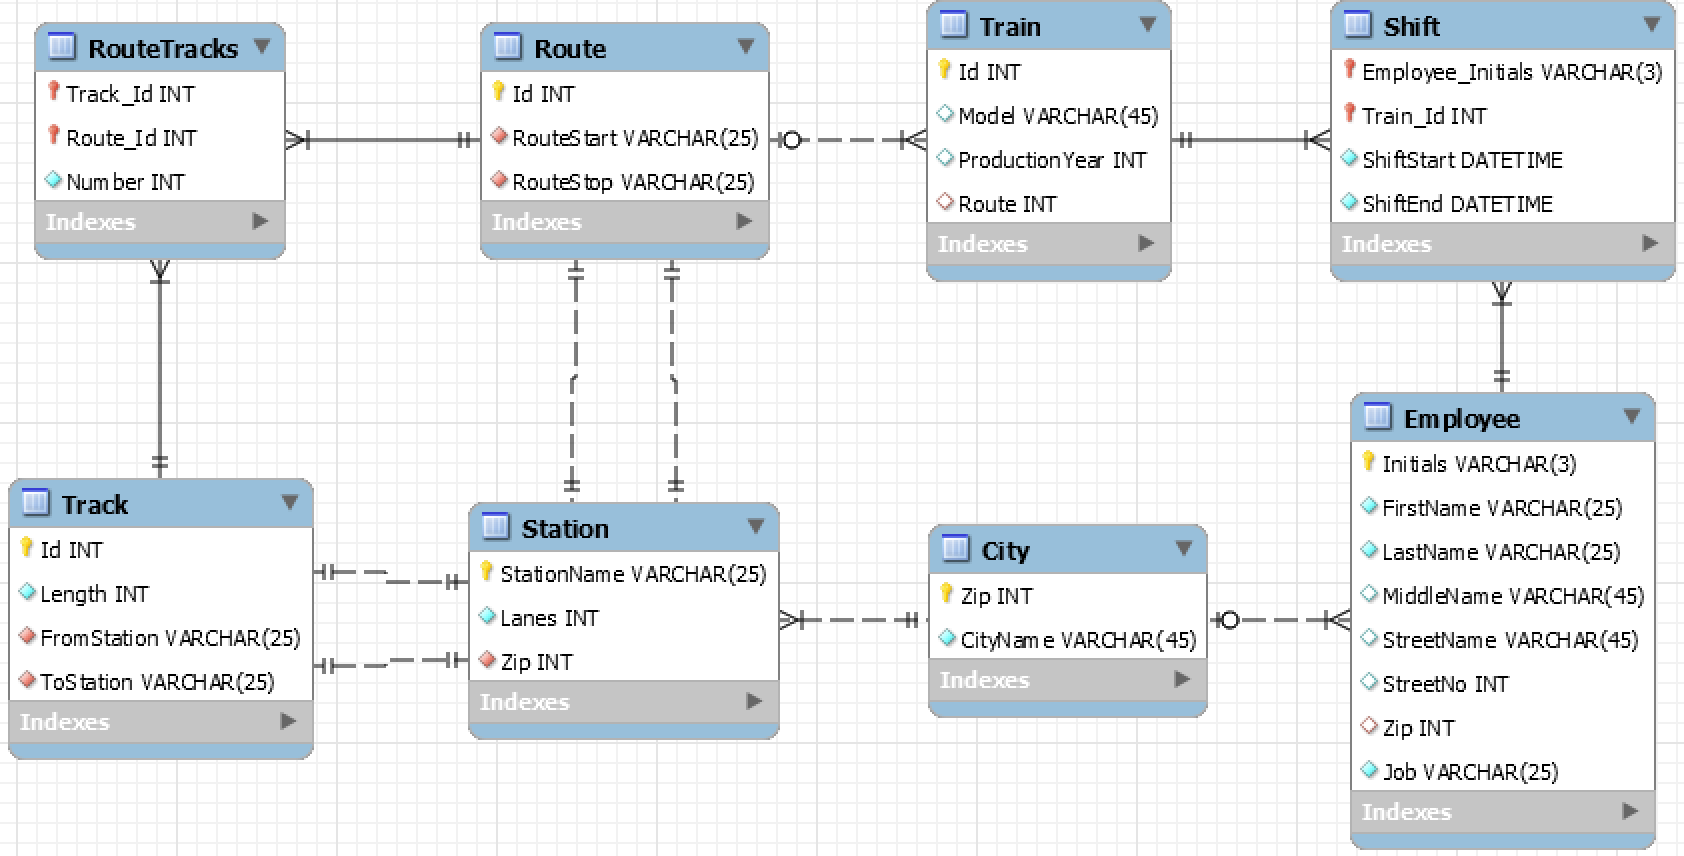 RouteTracks
Track_Id INT
Route_Id INT
Number INT
Indexes
Route
Id INT
RouteStart VARCHAR(25)
RouteStop VARCHAR(25)
Indexes
Train
Id INT
Model VARCHAR(45)
ProductionYear INT
Route INT
Indexes
Shift
Employee_Initials VARCHAR(3)
Train_Id INT
ShiftStart DATETIME
ShiftEnd DATETIME
Indexes
Track
Id INT
Length INT
FromStation VARCHAR(25)
ToStation VARCHAR(25)
Indexes
Station
StationName VARCHAR(25)
Lanes INT
Zip INT
Indexes
City
Zip INT
CityName VARCHAR(45)
Indexes
Employee
Initials VARCHAR(3)
FirstName VARCHAR(25)
LastName VARCHAR(25)
MiddleName VARCHAR(45)
StreetName VARCHAR(45)
StreetNo INT
Zip INT
Job VARCHAR(25)
Indexes